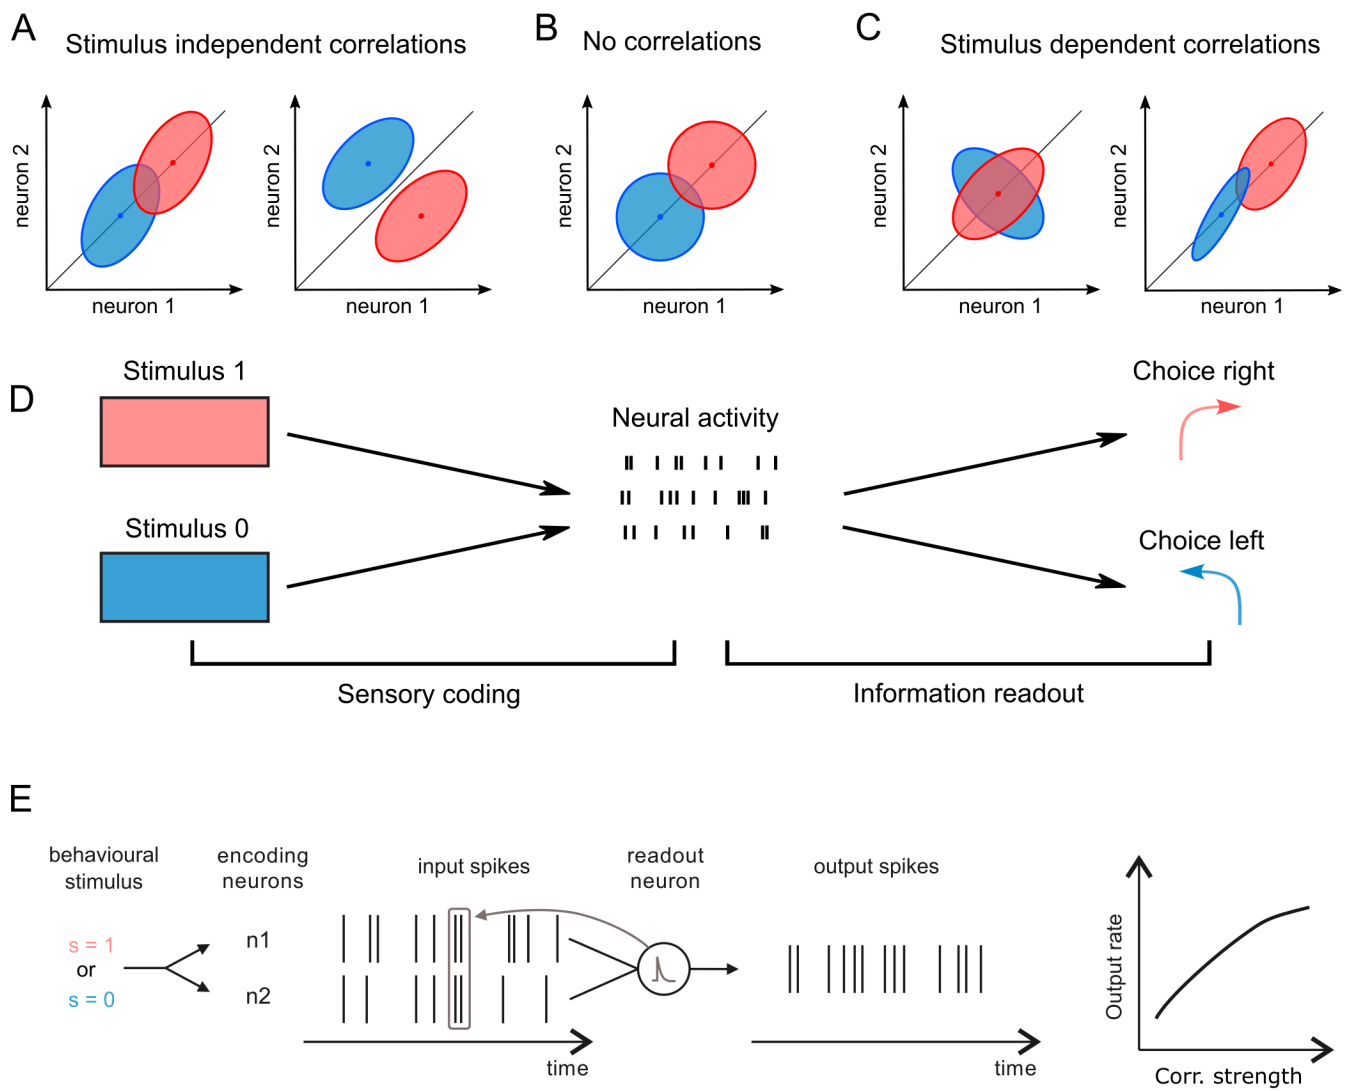 A
Stimulus independent correlations
B
No correlations
C
Stimulus dependent correlations
neuron 2
neuron 1
neuron 2
neuron 1
neuron 2
neuron 1
neuron 2
neuron 1
neuron 2
neuron 1
D
Stimulus 1
Stimulus 0
Neural activity
Choice right
Choice left
Sensory coding
Information readout
E
behavioural
stimulus
s = 1
or
s = 0
encoding
neurons
n1
n2
input spikes
time
readout
neuron
output spikes
time
Output rate
Corr. strength